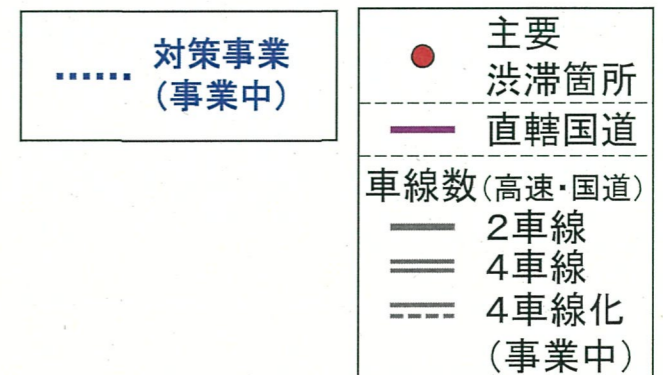 対策事業
(事業中)
主要
渋滞箇所
直轄国道
車線数(高速・国道)
2車線
4車線
4車線化
(事業中)